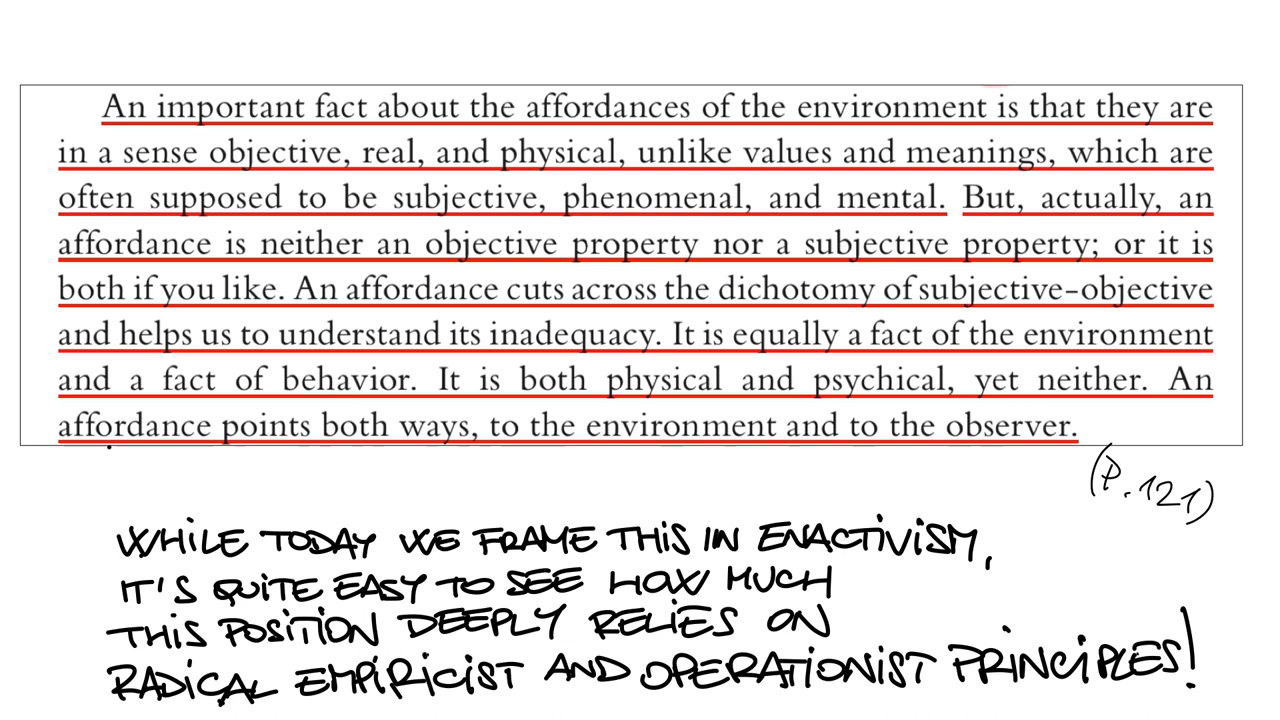 An important fact about the affordances of the environment is that they are
in a sense objective, real, and physical, unlike values and meanings, which are
often supposed to be subjective, phenomenal, and mental. But, actually, an
affordance is neither an objective property nor a subjective property; or it is
both if you like. An affordance cuts across the dichotomy of subjective-objective
and helps us to understand its inadequacy. It is equally a fact of the environment
and a fact of behavior. It is both physical and psychical, yet neither. An
affordance points both ways, to the environment and to the observer.
(P. 121)
WHILE TODAY WE FRAME THIS IN ENACTIVISM,
IT'S QUITE EASY TO SEE HOW MUCH
THIS POSITION DEEPLY RELIES ON
RADICAL EMPIRICIST AND OPERATIONIST PRINCIPLES!